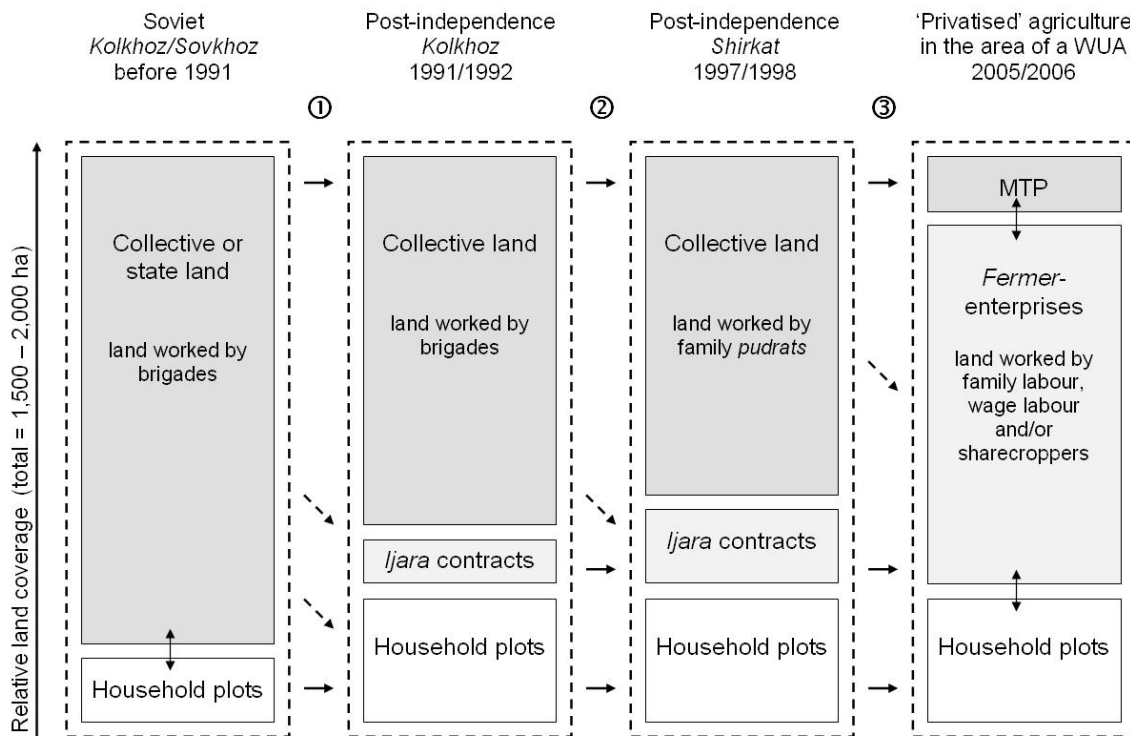 Soviet
Kolkhoz/Sovkhoz
before 1991
Post-independence
Kolkhoz
1991/1992
Post-independence
Shirkat
1997/1998
‘Privatised’ agriculture
in the area of a WUA
2005/2006
①
②
③
Relative land coverage (total = 1,500 – 2,000 ha)
Collective or
state land
land worked by
brigades
Household plots
Collective land
land worked by
brigades
Ijara contracts
Household plots
Collective land
land worked by
family pudrats
Ijara contracts
Household plots
MTP
Fermer-
enterprises
land worked by
family labour,
wage labour
and/or
sharecroppers
Household plots